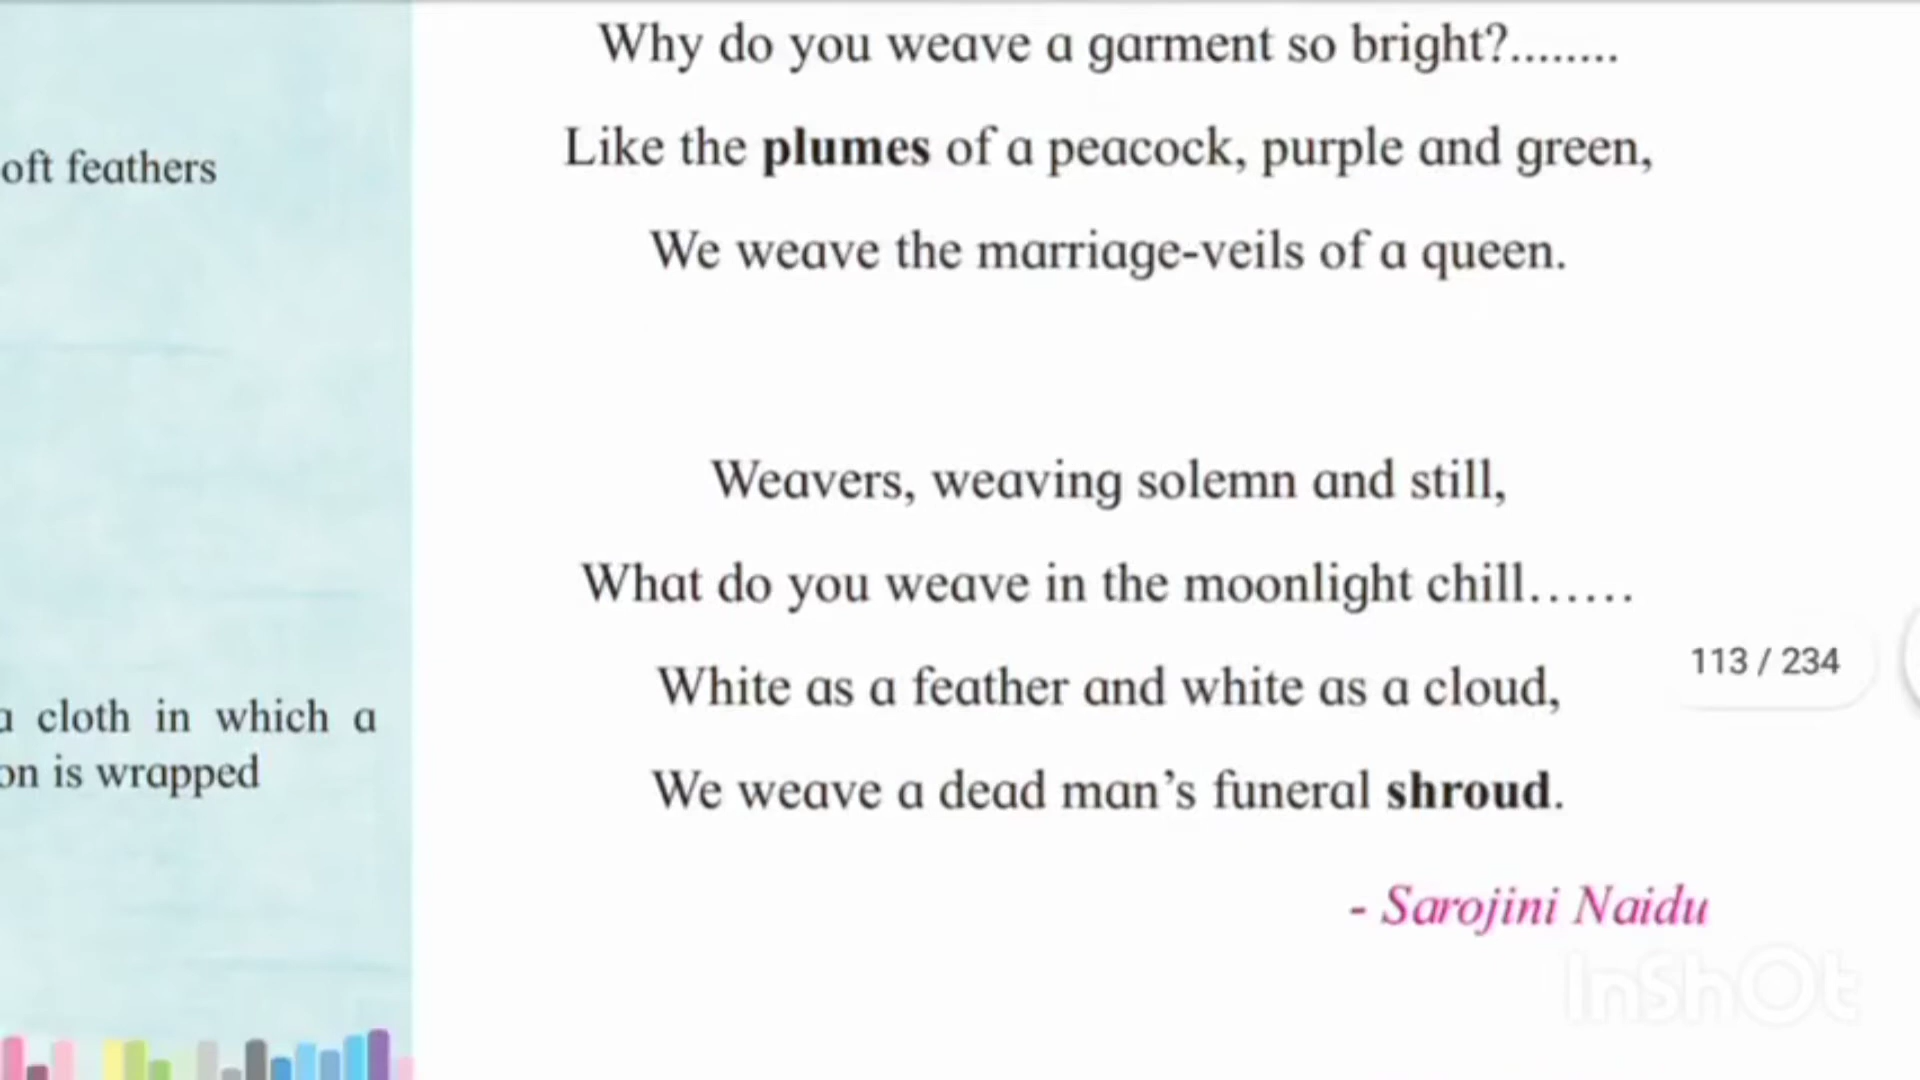 Why do you weave a garment so bright?........
Like the plumes of a peacock, purple and green,
oft feathers
We weave the marriage-veils of a queen.
Weavers, weaving solemn and still,
What do you weave in the moonlight chill......
113 / 234
White as a feather and white as a cloud,
a cloth in which a
on is wrapped
We weave a dead man's funeral shroud.
- Sarojini Naidu
InShOt